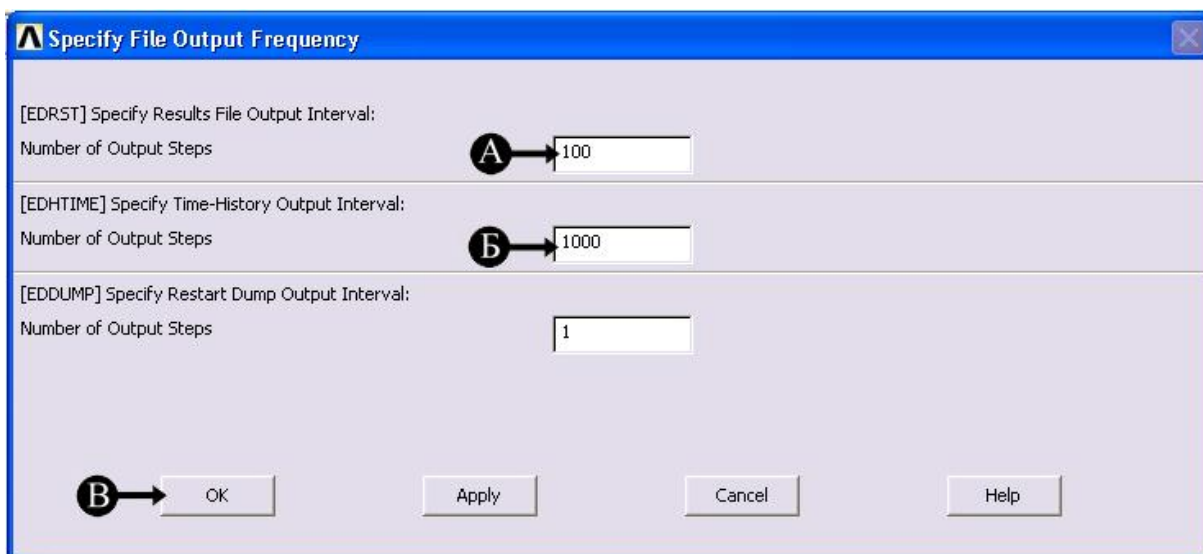 Specify File Output Frequency
[EDRST] Specify Results File Output Interval:
Number of Output Steps
А
100
[EDHTIME] Specify Time-History Output Interval:
Number of Output Steps
Б
1000
[EDDUMP] Specify Restart Dump Output Interval:
Number of Output Steps
1
В
OK
Apply
Cancel
Help